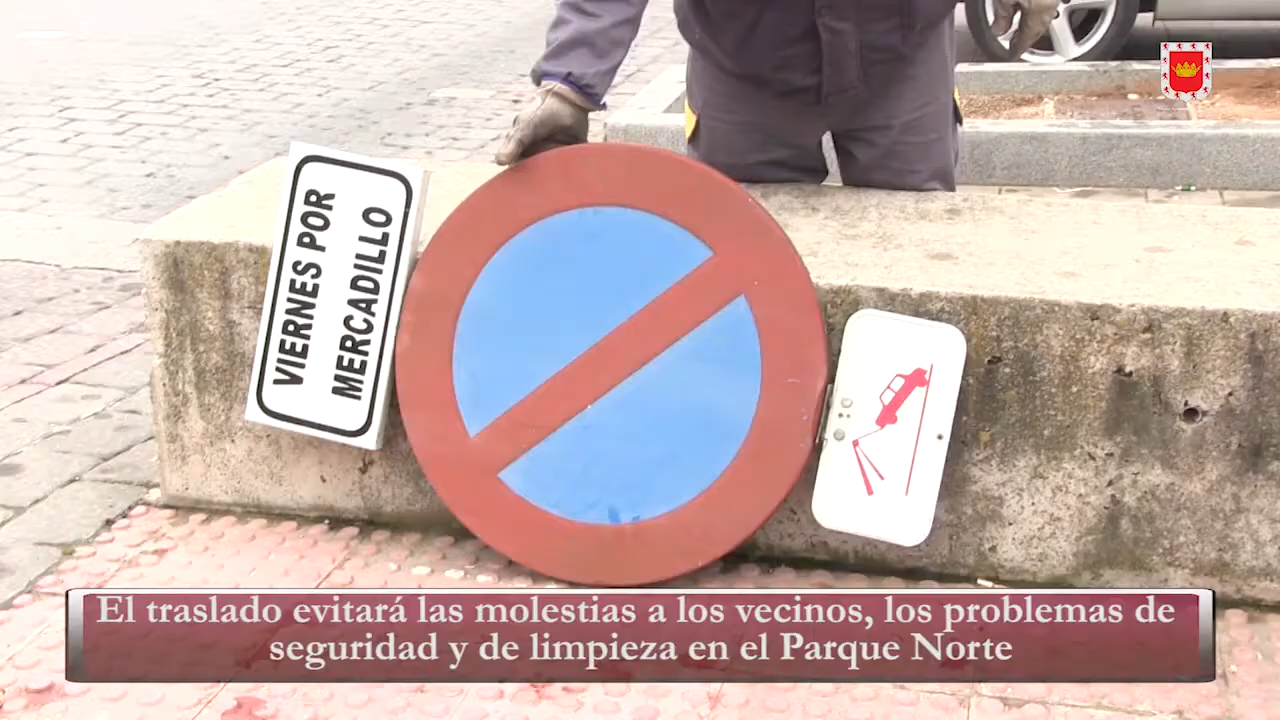 VIERNES POR
MERCADILLO
El traslado evitará las molestias a los vecinos, los problemas de
seguridad y de limpieza en el Parque Norte